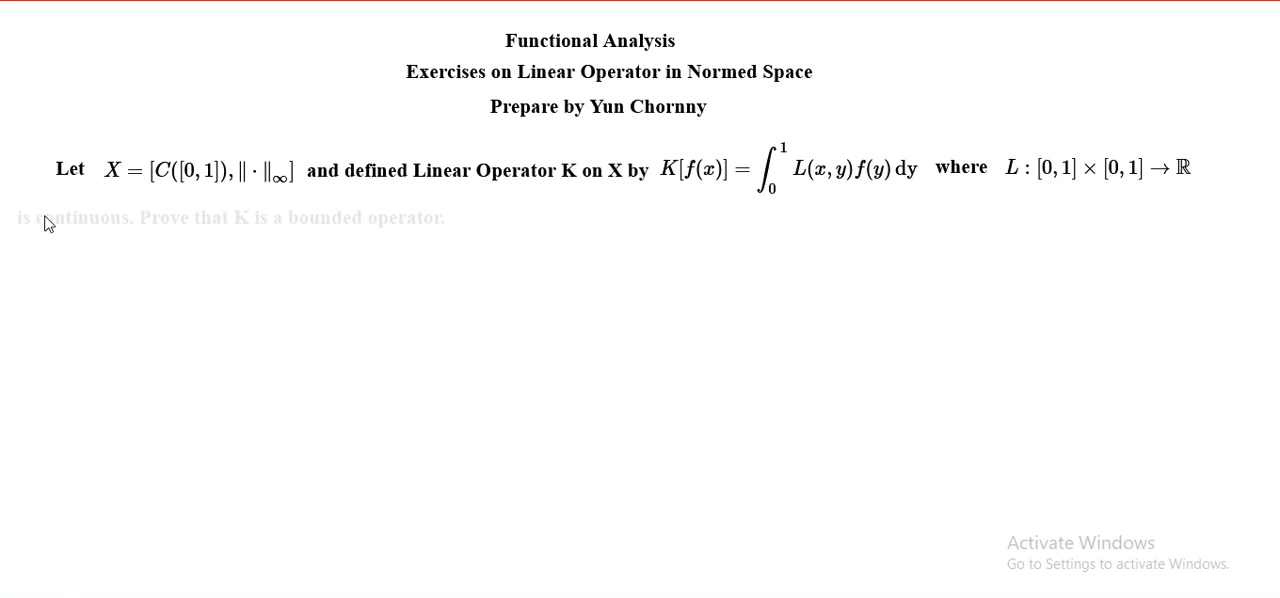 Functional Analysis
Exercises on Linear Operator in Normed Space
Prepare by Yun Chornny
Let X = [C([0, 1]), ‖ · ‖∞] and defined Linear Operator K on X by K[f(x)] = ∫₀¹ L(x, y)f(y) dy where L : [0, 1] × [0, 1] → ℝ
is continuous. Prove that K is a bounded operator.
Activate Windows
Go to Settings to activate Windows.